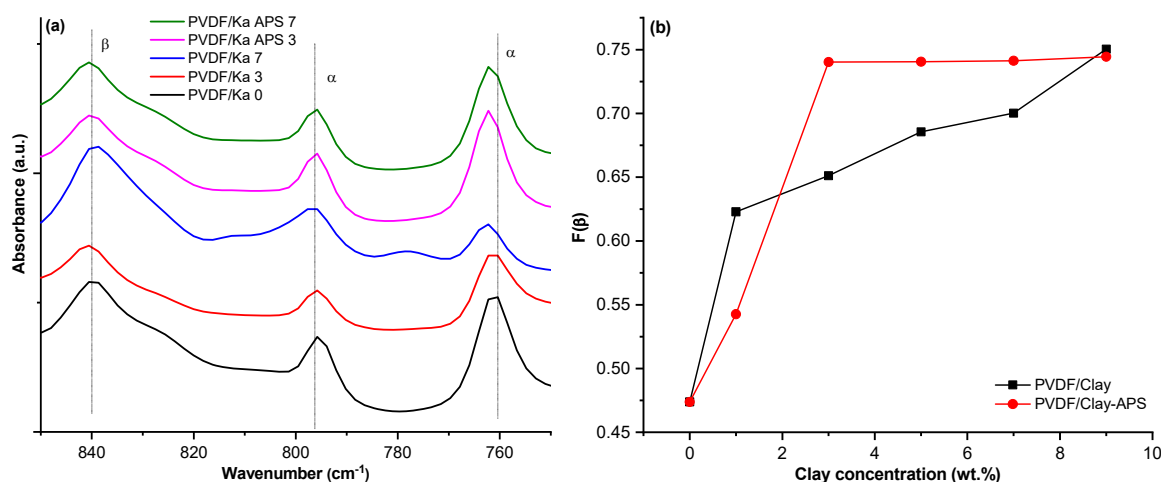 (a)
PVDF/Ka APS 7
PVDF/Ka APS 3
PVDF/Ka 7
PVDF/Ka 3
PVDF/Ka 0
β
α
α
Absorbance (a.u.)
840 820 800 780 760
Wavenumber (cm⁻¹)
(b)
0.75
0.70
0.65
0.60
0.55
0.50
0.45
F(β)
PVDF/Clay
PVDF/Clay-APS
0 2 4 6 8 10
Clay concentration (wt.%)